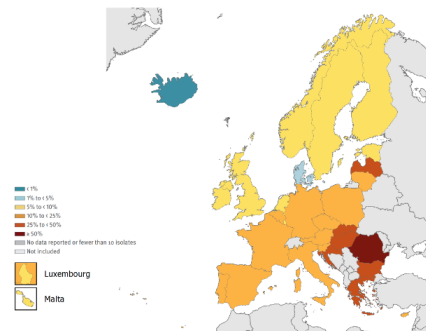 < 1%
1% to < 5%
5% to < 10%
10% to < 25%
25% to < 50%
≥ 50%
No data reported or fewer than 10 isolates
Not included
Luxembourg
Malta